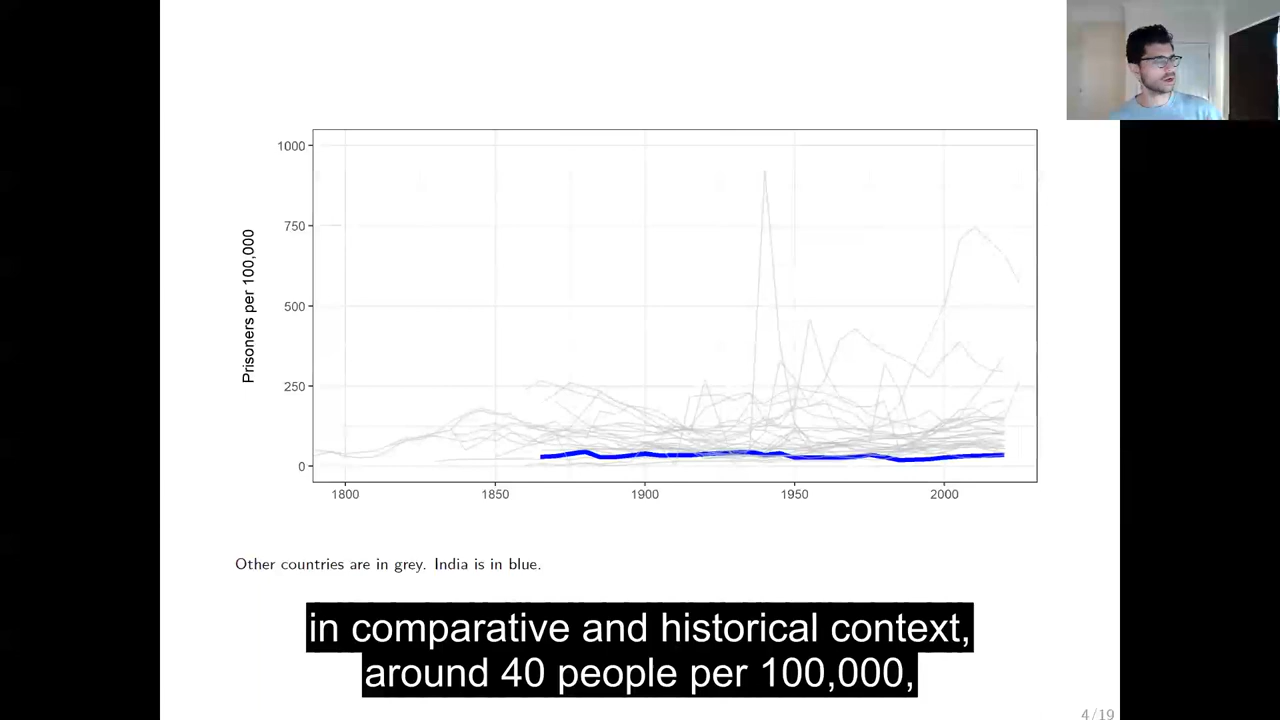 1000
750
500
250
0
Prisoners per 100,000
1800 1850 1900 1950 2000
Other countries are in grey. India is in blue.
in comparative and historical context,
around 40 people per 100,000,
4/19